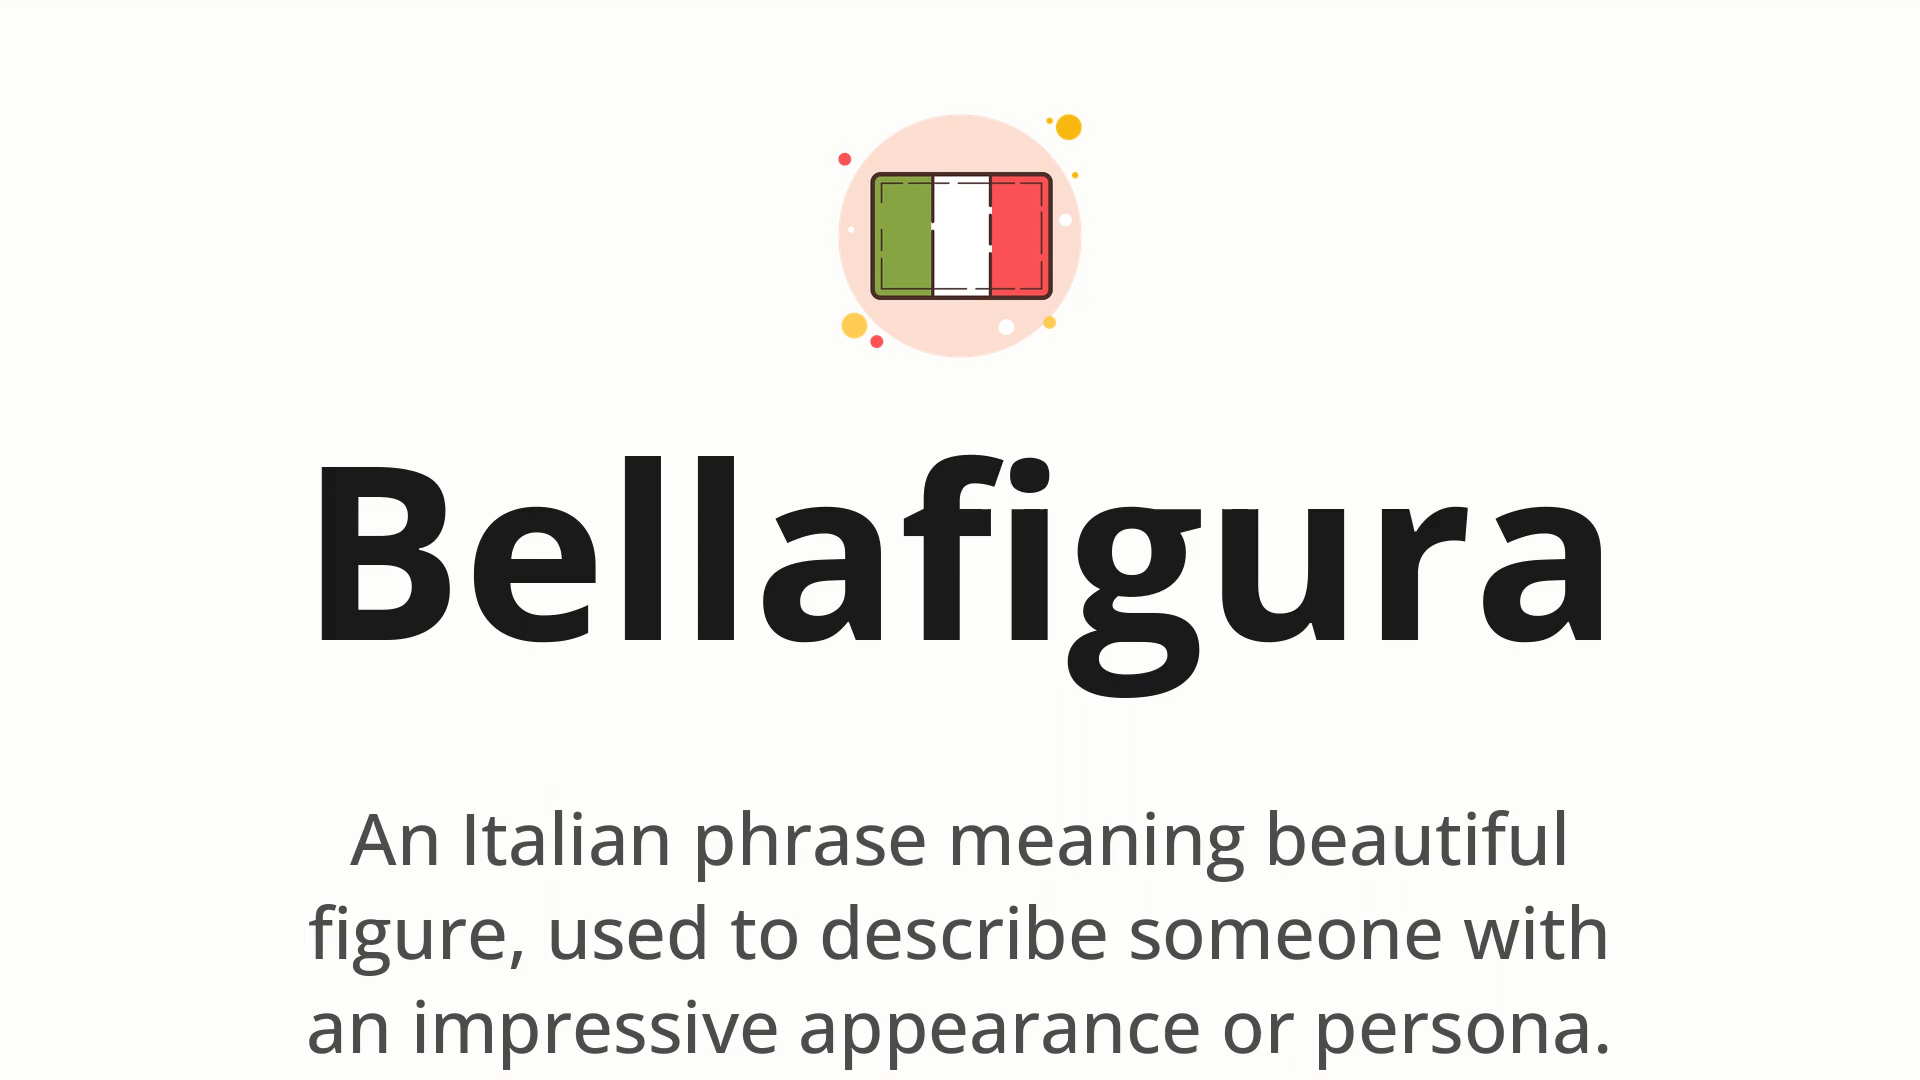 Bellafigura
An Italian phrase meaning beautiful
figure, used to describe someone with
an impressive appearance or persona.